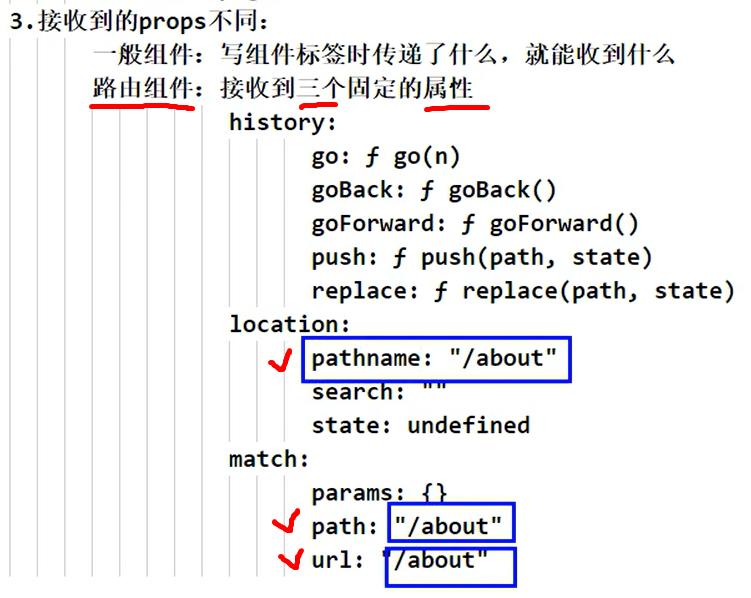 3.接收到的props不同：
一般组件：写组件标签时传递了什么，就能收到什么
路由组件：接收到三个固定的属性
history:
go: ƒ go(n)
goBack: ƒ goBack()
goForward: ƒ goForward()
push: ƒ push(path, state)
replace: ƒ replace(path, state)
location:
pathname: "/about"
search: ""
state: undefined
match:
params: {}
path: "/about"
url: "/about"